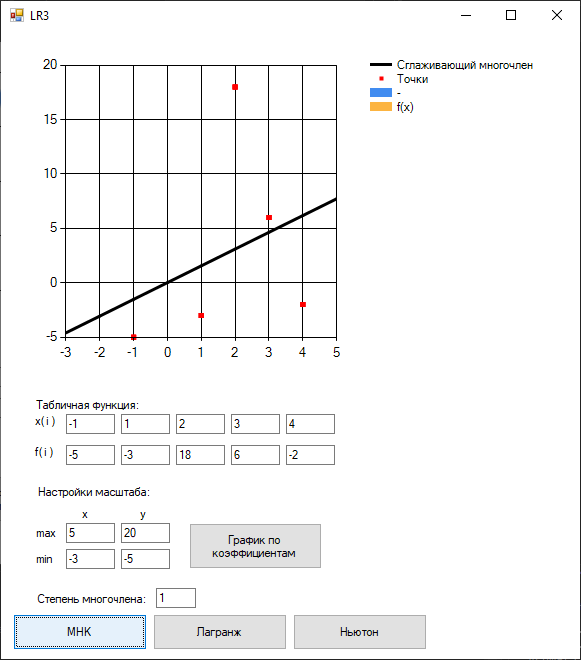 LR3
20
15
10
5
0
-5
-3 -2 -1 0 1 2 3 4 5
Сглаживающий многочлен
Точки
-
f(x)
Табличная функция:
x(i) -1 1 2 3 4
f(i) -5 -3 18 6 -2
Настройки масштаба:
x y
max 5 20
min -3 -5
График по
коэффициентам
Степень многочлена: 1
МНК Лагранж Ньютон